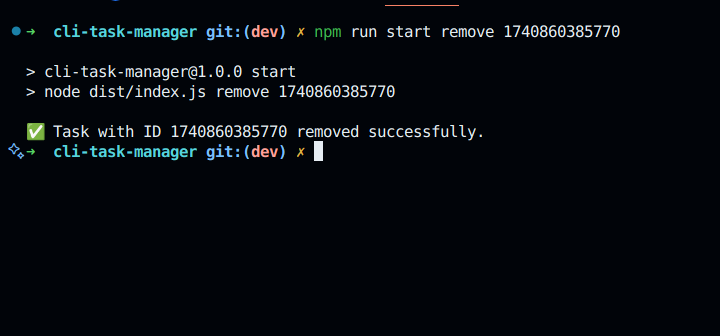 ➜ cli-task-manager git:(dev) ✗ npm run start remove 1740860385770
> cli-task-manager@1.0.0 start
> node dist/index.js remove 1740860385770
✅ Task with ID 1740860385770 removed successfully.
➜ cli-task-manager git:(dev) ✗